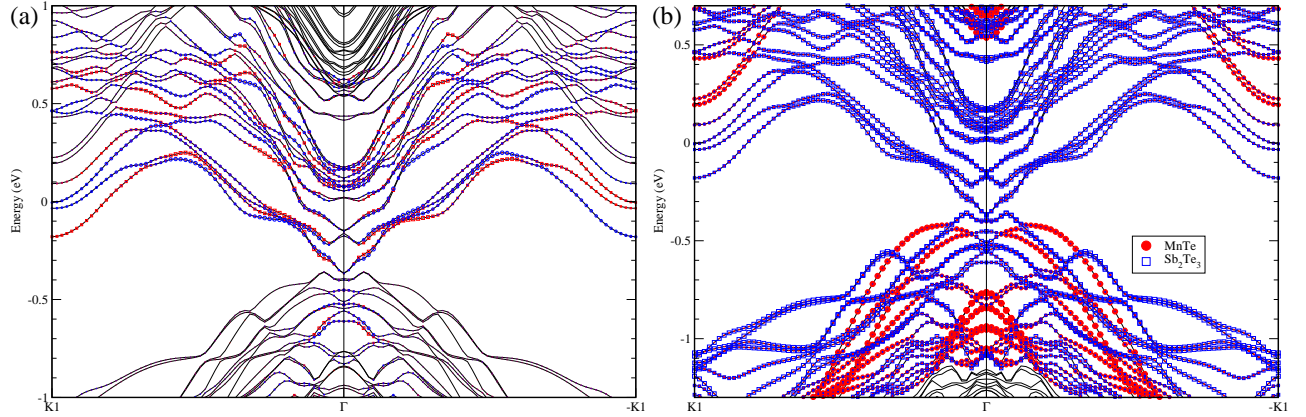 (a)
1
0.5
0
-0.5
-1
Energy (eV)
K1
Γ
-K1
(b)
0.5
0
-0.5
-1
Energy (eV)
MnTe
Sb2Te3
K1
Γ
-K1